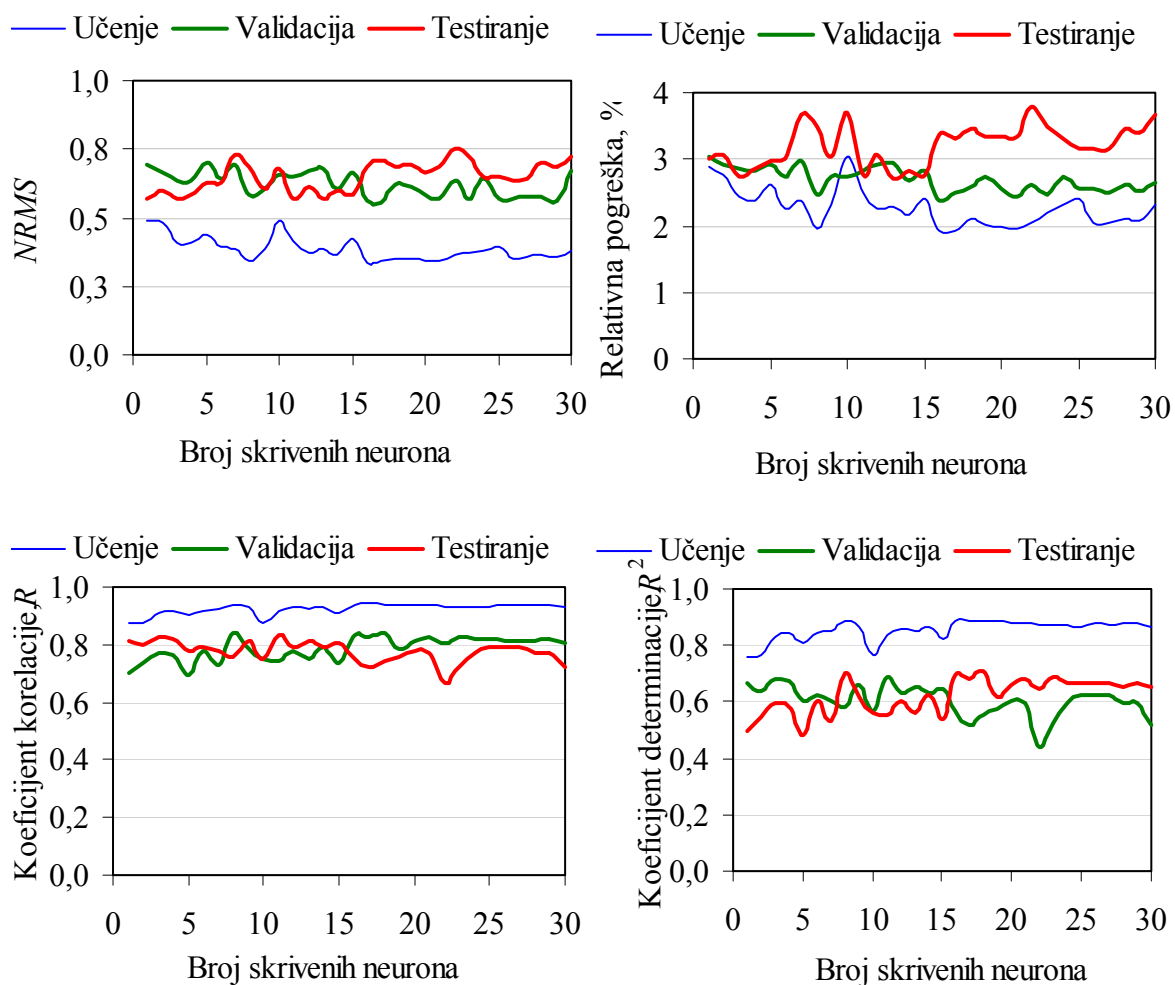 Učenje Validacija Testiranje
1,0
0,8
0,5
0,3
0,0
NRMS
0 5 10 15 20 25 30
Broj skrivenih neurona
Učenje Validacija Testiranje
4
3
2
1
0
Relativna pogreška, %
0 5 10 15 20 25 30
Broj skrivenih neurona
Učenje Validacija Testiranje
1,0
0,8
0,6
0,4
0,2
0,0
Koeficijent korelacije,R
0 5 10 15 20 25 30
Broj skrivenih neurona
Učenje Validacija Testiranje
1,0
0,8
0,6
0,4
0,2
0,0
Koeficijent determinacije,R²
0 5 10 15 20 25 30
Broj skrivenih neurona